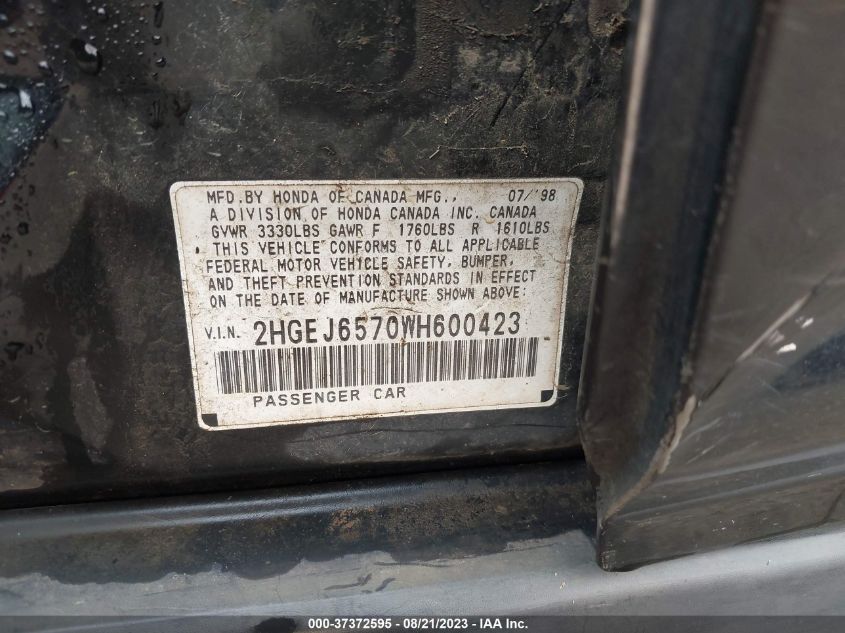 MFD.BY HONDA OF CANADA MFG., 07/'98
A DIVISION OF HONDA CANADA INC. CANADA
GVWR 3330LBS GAWR F 1760LBS R 1610LBS
THIS VEHICLE CONFORMS TO ALL APPLICABLE
FEDERAL MOTOR VEHICLE SAFETY, BUMPER,
AND THEFT PREVENTION STANDARDS IN EFFECT
ON THE DATE OF MANUFACTURE SHOWN ABOVE:
V.I.N. 2HGEJ6570WH600423
PASSENGER CAR
000-37372595 - 08/21/2023 - IAA Inc.